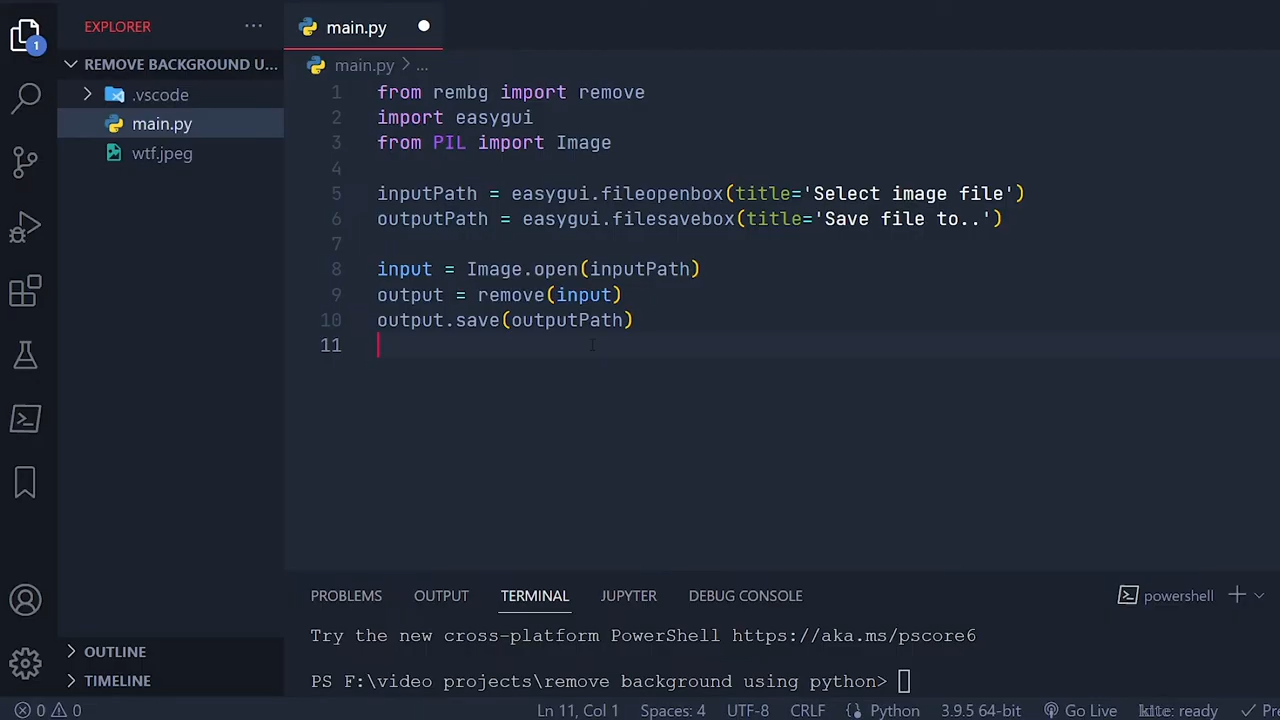 EXPLORER
main.py
REMOVE BACKGROUND U...
main.py > ...
.vscode
main.py
wtf.jpeg
1 from rembg import remove
2 import easygui
3 from PIL import Image
4
5 inputPath = easygui.fileopenbox(title='Select image file')
6 outputPath = easygui.filesavebox(title='Save file to..')
7
8 input = Image.open(inputPath)
9 output = remove(input)
10 output.save(outputPath)
11
1
PROBLEMS OUTPUT TERMINAL JUPYTER DEBUG CONSOLE
powershell
Try the new cross-platform PowerShell https://aka.ms/pscore6
PS F:\video projects\remove background using python>
OUTLINE
TIMELINE
0 0 Ln 11, Col 1 Spaces: 4 UTF-8 CRLF Python 3.9.5 64-bit Go Live kite: ready